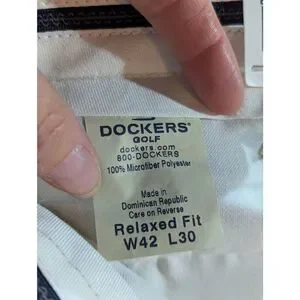 DOCKERS®
GOLF
dockers.com
800-DOCKERS
100% Microfiber Polyester
Made in
Dominican Republic
Care on Reverse
Relaxed Fit
W42 L30